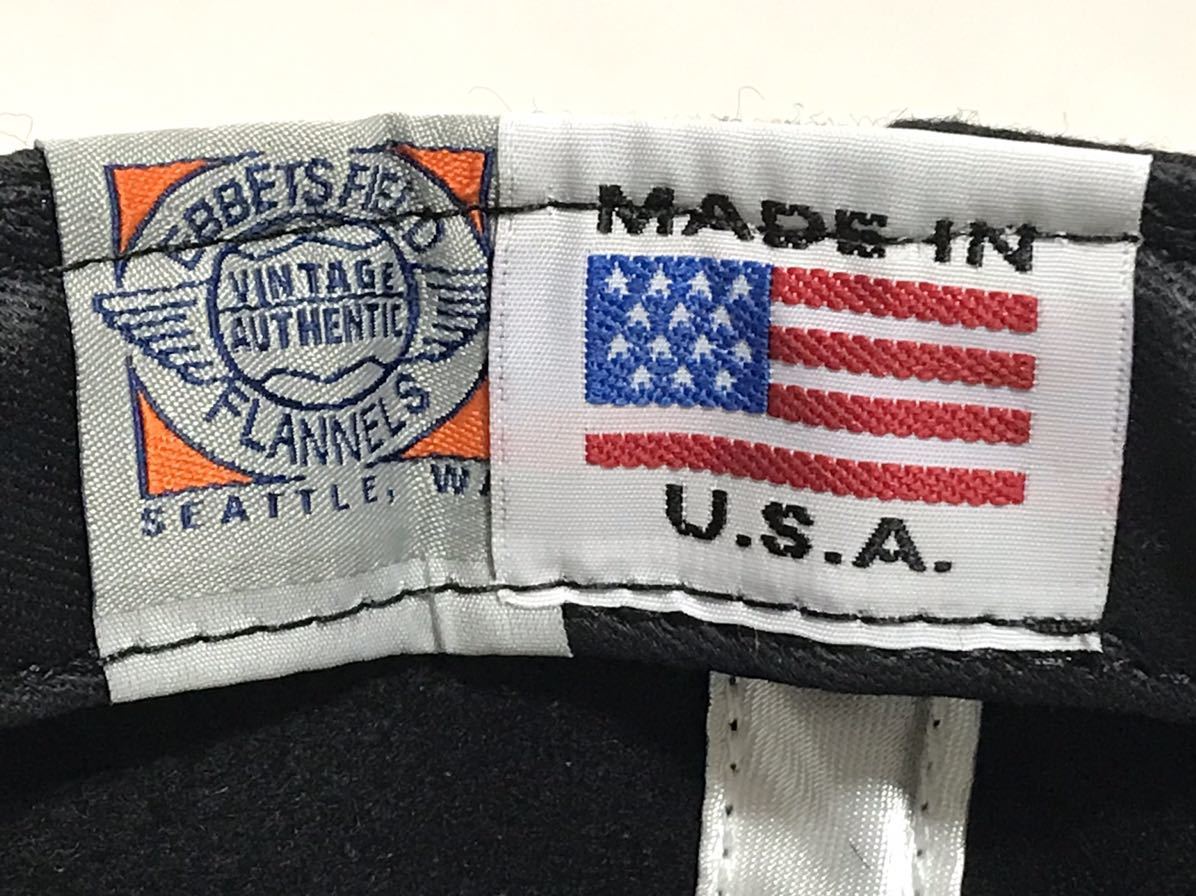 EBBETS FIELD
VINTAGE
AUTHENTIC
FLANNELS
SEATTLE, W
MADE IN
U.S.A.